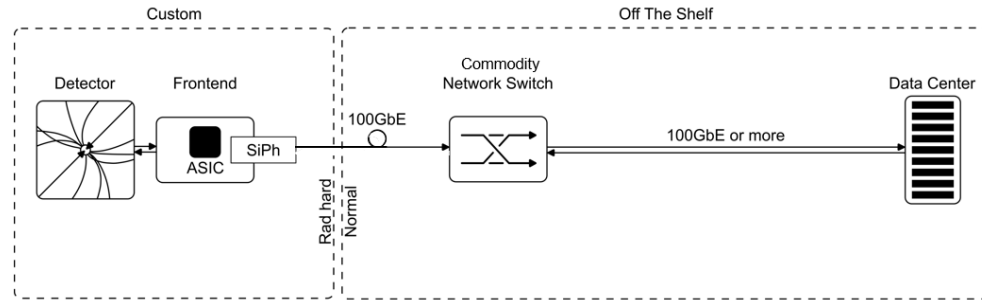 Custom
Off The Shelf
Detector
Frontend
Commodity
Network Switch
Data Center
100GbE
100GbE or more
SiPh
ASIC
Rad hard
Normal